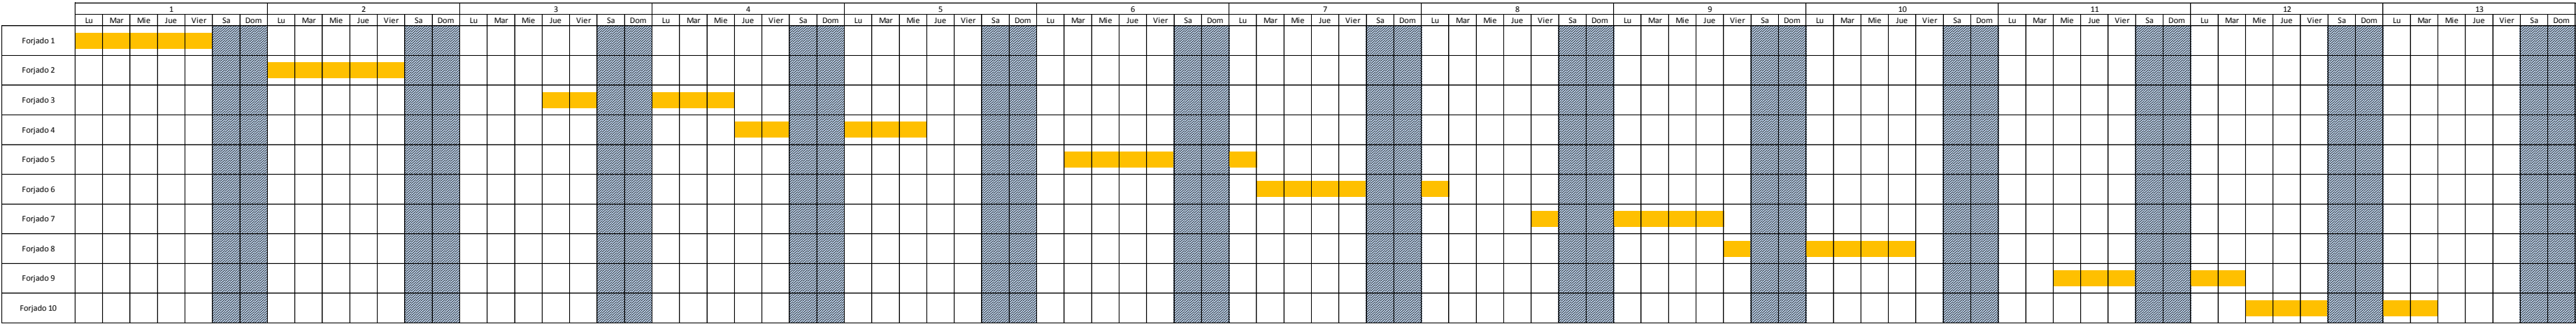 1 2 3 4 5 6 7 8 9 10 11 12 13
Lu Mar Mie Jue Vier Sa Dom Lu Mar Mie Jue Vier Sa Dom Lu Mar Mie Jue Vier Sa Dom Lu Mar Mie Jue Vier Sa Dom Lu Mar Mie Jue Vier Sa Dom Lu Mar Mie Jue Vier Sa Dom Lu Mar Mie Jue Vier Sa Dom Lu Mar Mie Jue Vier Sa Dom Lu Mar Mie Jue Vier Sa Dom Lu Mar Mie Jue Vier Sa Dom Lu Mar Mie Jue Vier Sa Dom Lu Mar Mie Jue Vier Sa Dom Lu Mar Mie Jue Vier Sa Dom
Forjado 1
Forjado 2
Forjado 3
Forjado 4
Forjado 5
Forjado 6
Forjado 7
Forjado 8
Forjado 9
Forjado 10